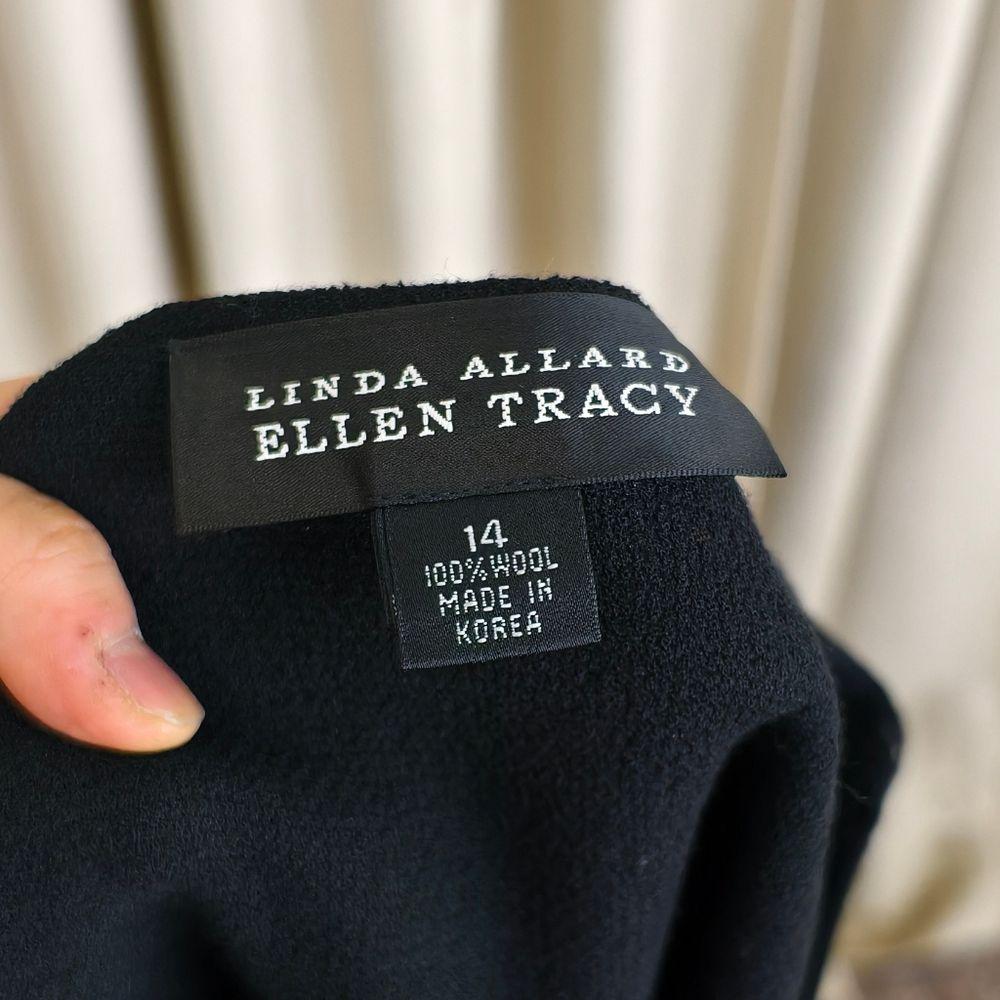 LINDA ALLARD
ELLEN TRACY
14
100% WOOL
MADE IN
KOREA